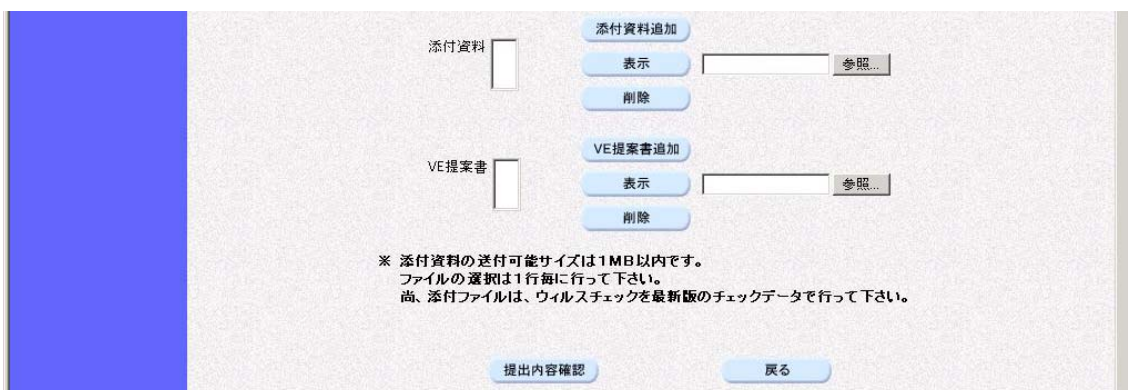 添付資料追加
添付資料
表示
参照...
削除
VE提案書追加
VE提案書
表示
参照...
削除
※ 添付資料の送付可能サイズは1MB以内です。
ファイルの選択は1行毎に行って下さい。
尚、添付ファイルは、ウィルスチェックを最新版のチェックデータで行って下さい。
提出内容確認 戻る